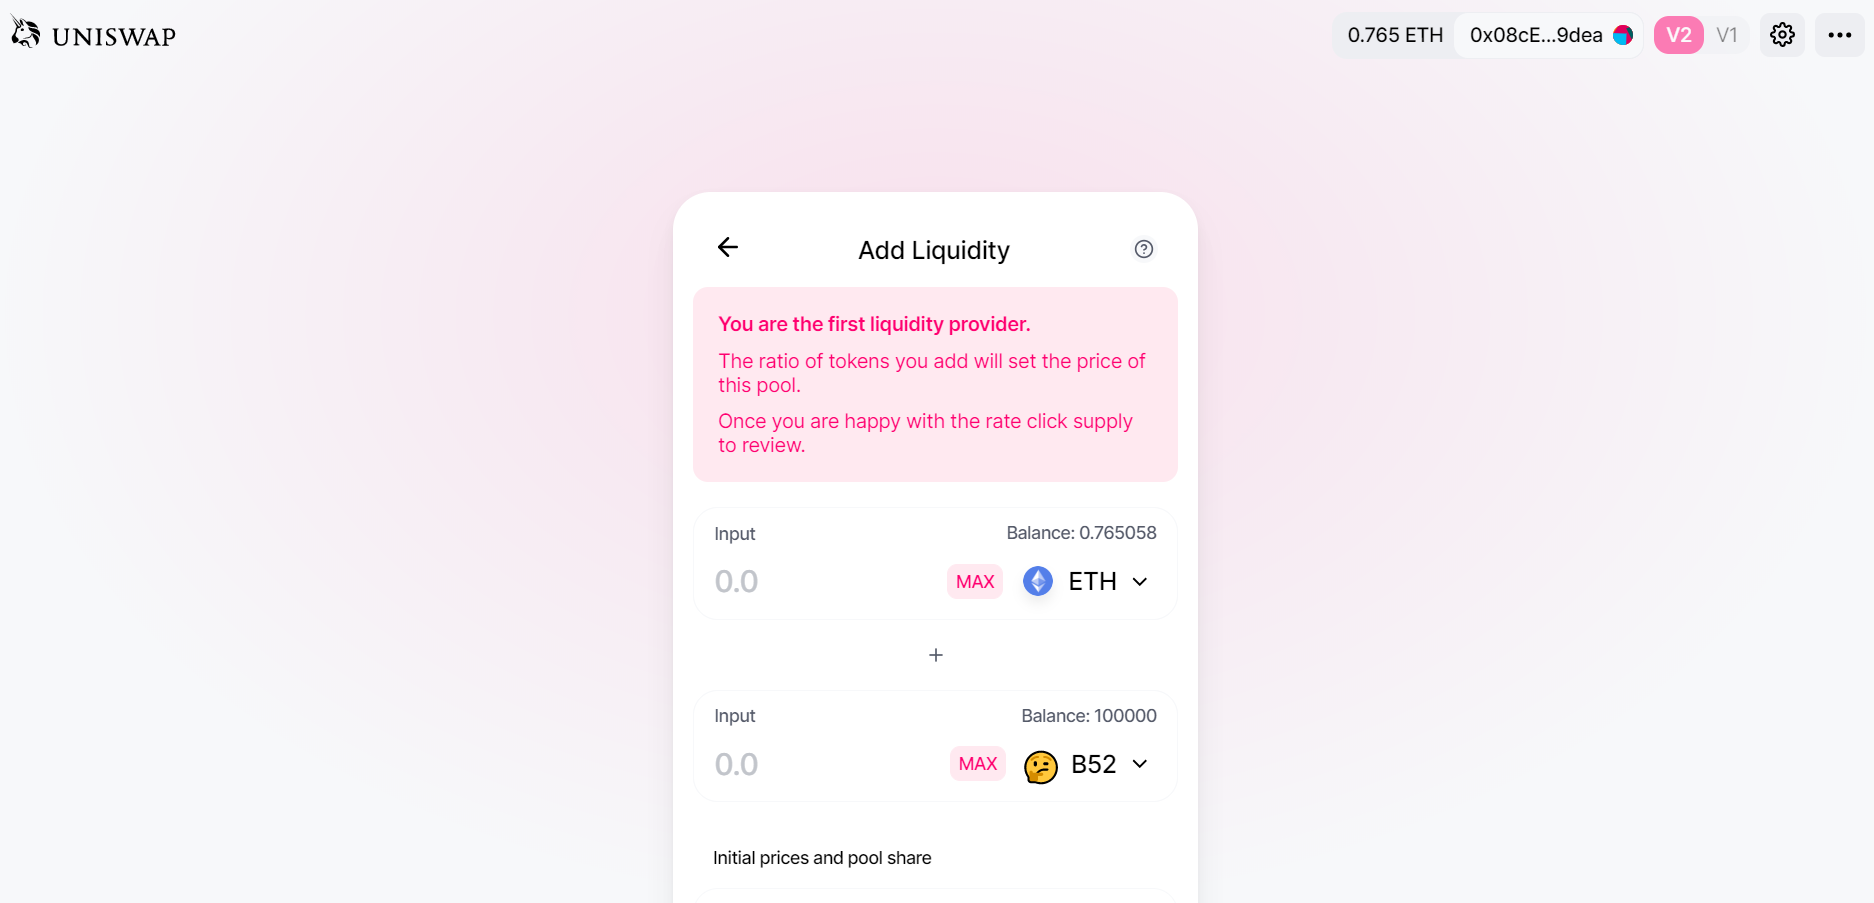 UNISWAP
0.765 ETH 0x08cE...9dea V2 V1
Add Liquidity
You are the first liquidity provider.
The ratio of tokens you add will set the price of
this pool.
Once you are happy with the rate click supply
to review.
Input Balance: 0.765058
0.0 MAX ETH
+
Input Balance: 100000
0.0 MAX B52
Initial prices and pool share